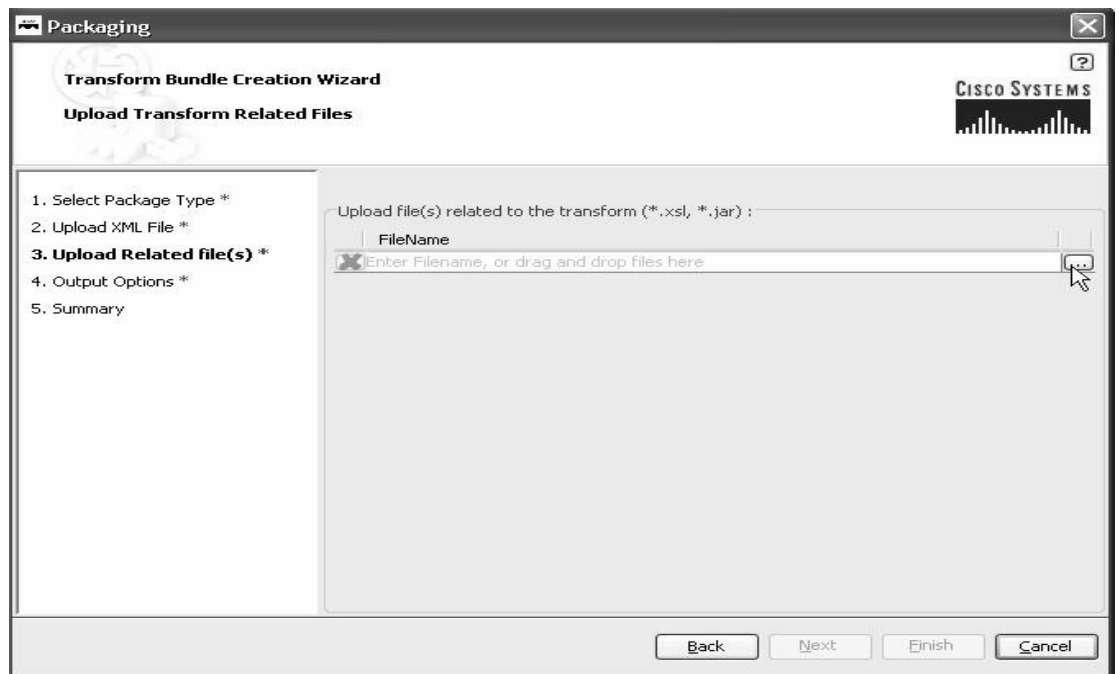 Packaging
Transform Bundle Creation Wizard
Upload Transform Related Files
?
CISCO SYSTEMS
1. Select Package Type *
2. Upload XML File *
3. Upload Related file(s) *
4. Output Options *
5. Summary
Upload file(s) related to the transform (*.xsl, *.jar) :
FileName
Enter Filename, or drag and drop files here
...
Back
Next
Finish
Cancel